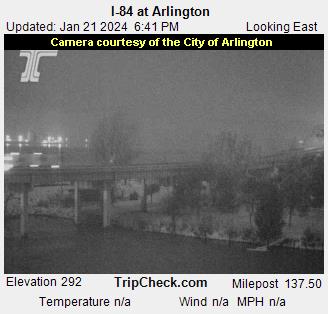 I-84 at Arlington
Updated: Jan 21 2024 6:41 PM Looking East
Camera courtesy of the City of Arlington
Elevation 292 TripCheck.com Milepost 137.50
Temperature n/a Wind n/a MPH n/a